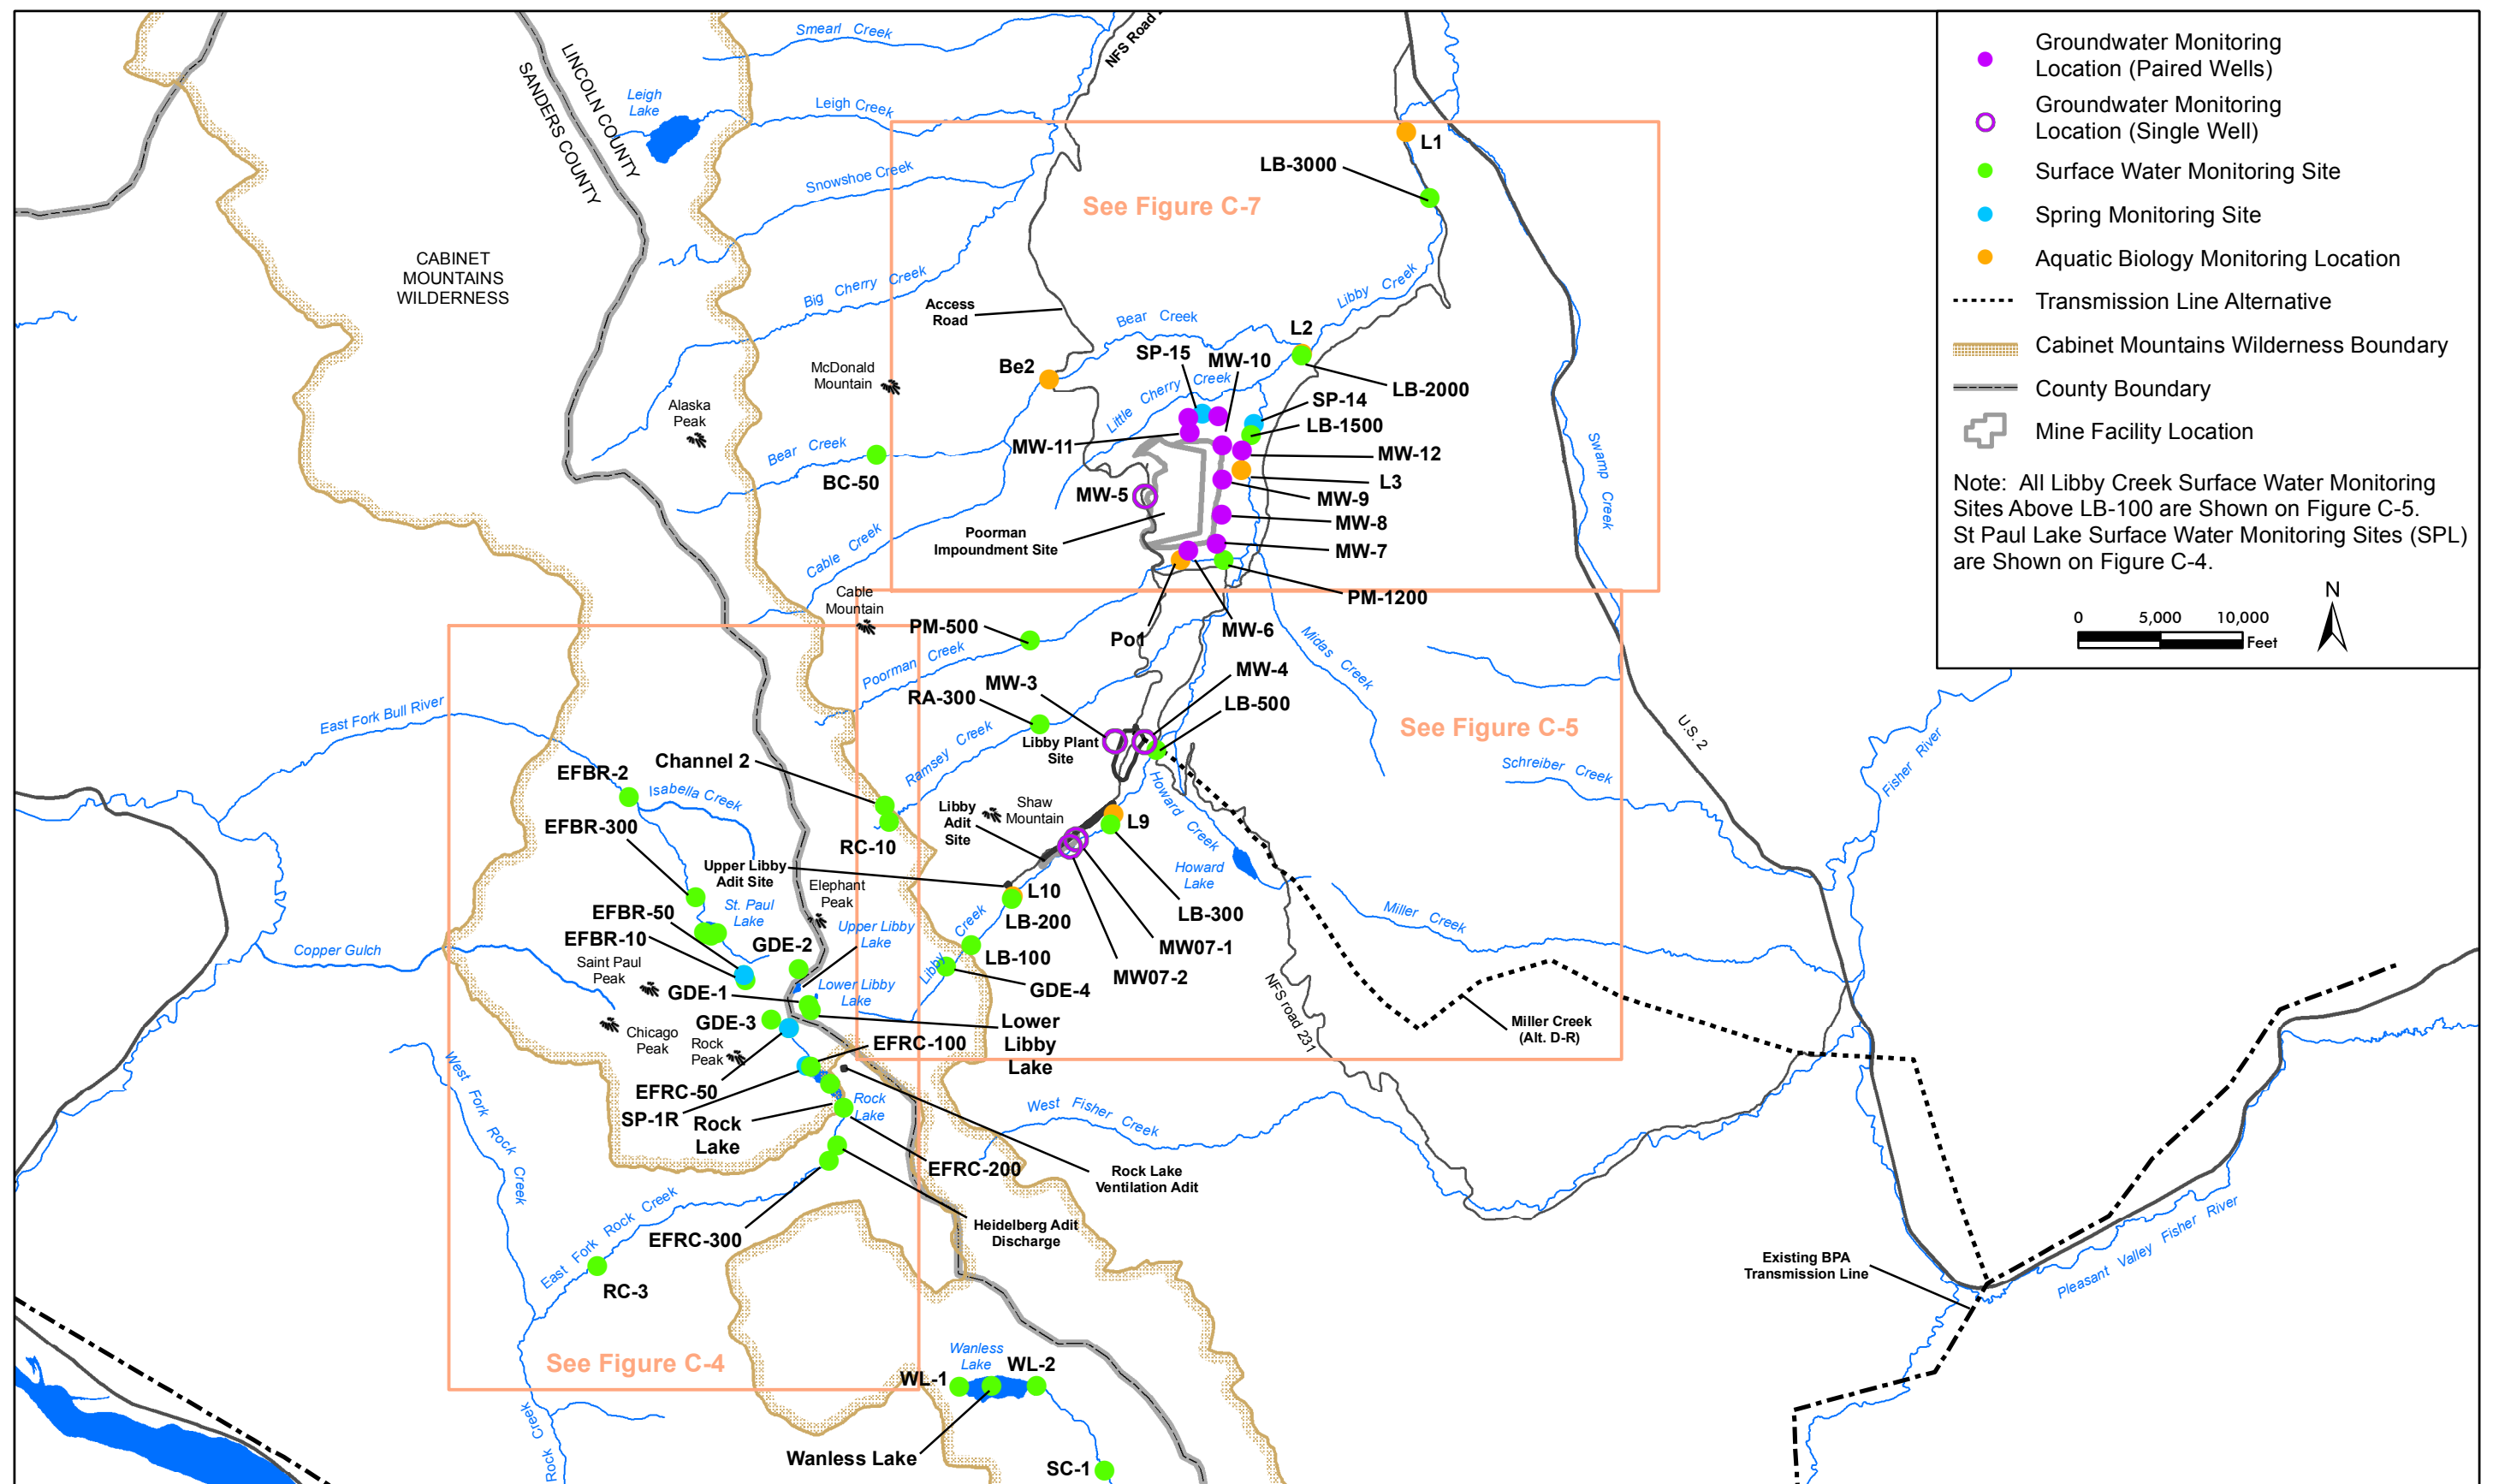 Smearl Creek
NFS Road
LINCOLN COUNTY
SANDERS COUNTY
Leigh
Lake
Leigh Creek
Snowshoe Creek
Big Cherry Creek
CABINET
MOUNTAINS
WILDERNESS
See Figure C-7
L1
LB-3000
Libby Creek
Access
Road
Bear Creek
L2
SP-15
MW-10
Be2
McDonald
Mountain
Alaska
Peak
Little Cherry Creek
LB-2000
SP-14
LB-1500
MW-11
MW-12
Bear Creek
BC-50
MW-5
L3
MW-9
MW-8
Poorman
Impoundment Site
MW-7
Swamp Creek
Cable Creek
Cable
Mountain
PM-1200
PM-500
Po1
MW-6
Midas Creek
Poorman Creek
MW-3
MW-4
RA-300
LB-500
See Figure C-5
U.S. 2
East Fork Bull River
Ramsey Creek
Libby Plant
Site
Channel 2
EFBR-2
Isabella Creek
Howard Creek
Schreiber Creek
Fisher River
EFBR-300
Libby
Adit
Site
Shaw
Mountain
L9
RC-10
Upper Libby
Adit Site
Elephant
Peak
Howard
Lake
L10
LB-300
LB-200
St. Paul
Lake
EFBR-50
EFBR-10
GDE-2
Upper Libby
Lake
Libby Creek
LB-100
MW07-1
MW07-2
Miller Creek
Copper Gulch
Saint Paul
Peak
GDE-1
Lower Libby
Lake
GDE-4
NFS road 231
GDE-3
Chicago
Peak
Rock
Peak
Lower
Libby
Lake
EFRC-100
Miller Creek
(Alt. D-R)
West Fork Rock Creek
EFRC-50
SP-1R
Rock
Lake
Rock
Lake
West Fisher Creek
EFRC-200
Rock Lake
Ventilation Adit
East Fork Rock Creek
EFRC-300
Heidelberg Adit
Discharge
RC-3
Existing BPA
Transmission Line
Pleasant Valley Fisher River
See Figure C-4
Wanless
Lake
WL-2
WL-1
Rock Creek
Wanless Lake
SC-1
Groundwater Monitoring
Location (Paired Wells)
Groundwater Monitoring
Location (Single Well)
Surface Water Monitoring Site
Spring Monitoring Site
Aquatic Biology Monitoring Location
Transmission Line Alternative
Cabinet Mountains Wilderness Boundary
County Boundary
Mine Facility Location
Note: All Libby Creek Surface Water Monitoring
Sites Above LB-100 are Shown on Figure C-5.
St Paul Lake Surface Water Monitoring Sites (SPL)
are Shown on Figure C-4.
N
0 5,000 10,000
Feet